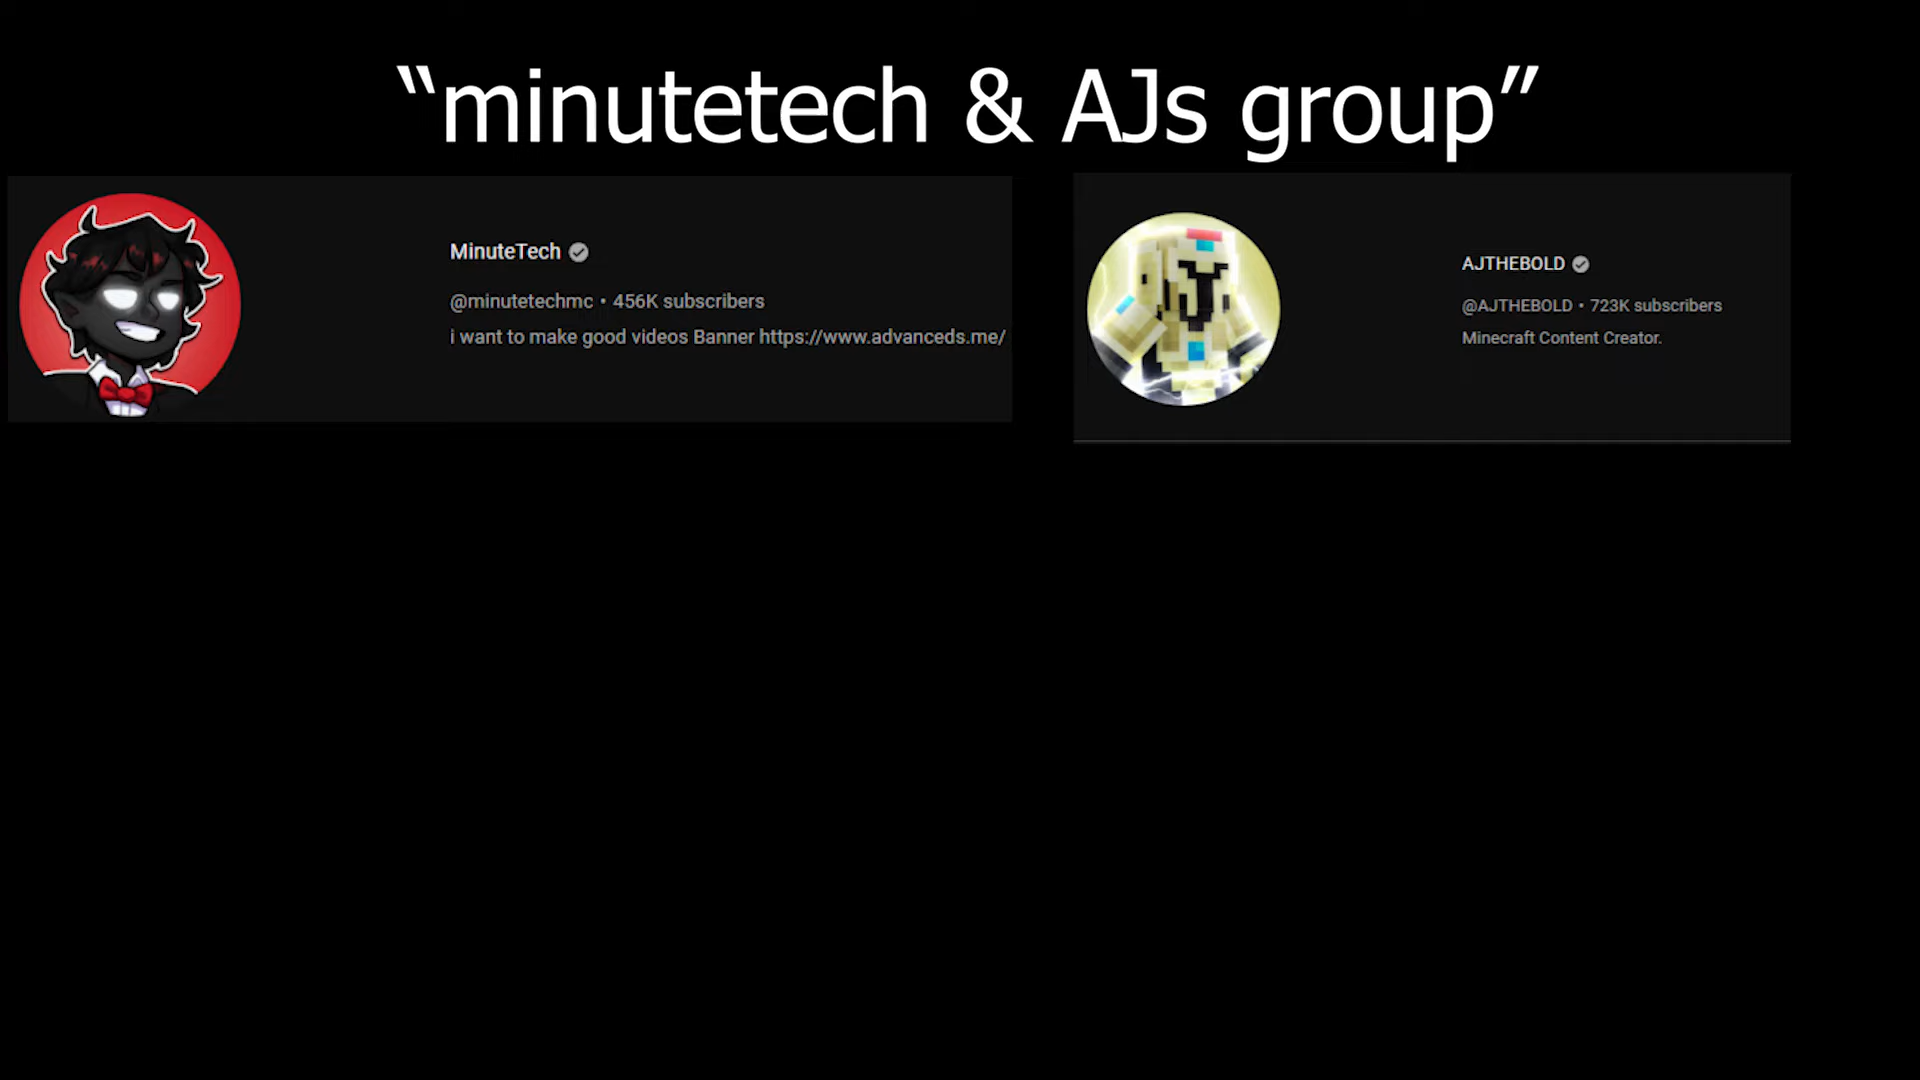 “minutetech & AJs group”
MinuteTech
@minutetechmc • 456K subscribers
i want to make good videos Banner https://www.advanceds.me/
AJTHEBOLD
@AJTHEBOLD • 723K subscribers
Minecraft Content Creator.